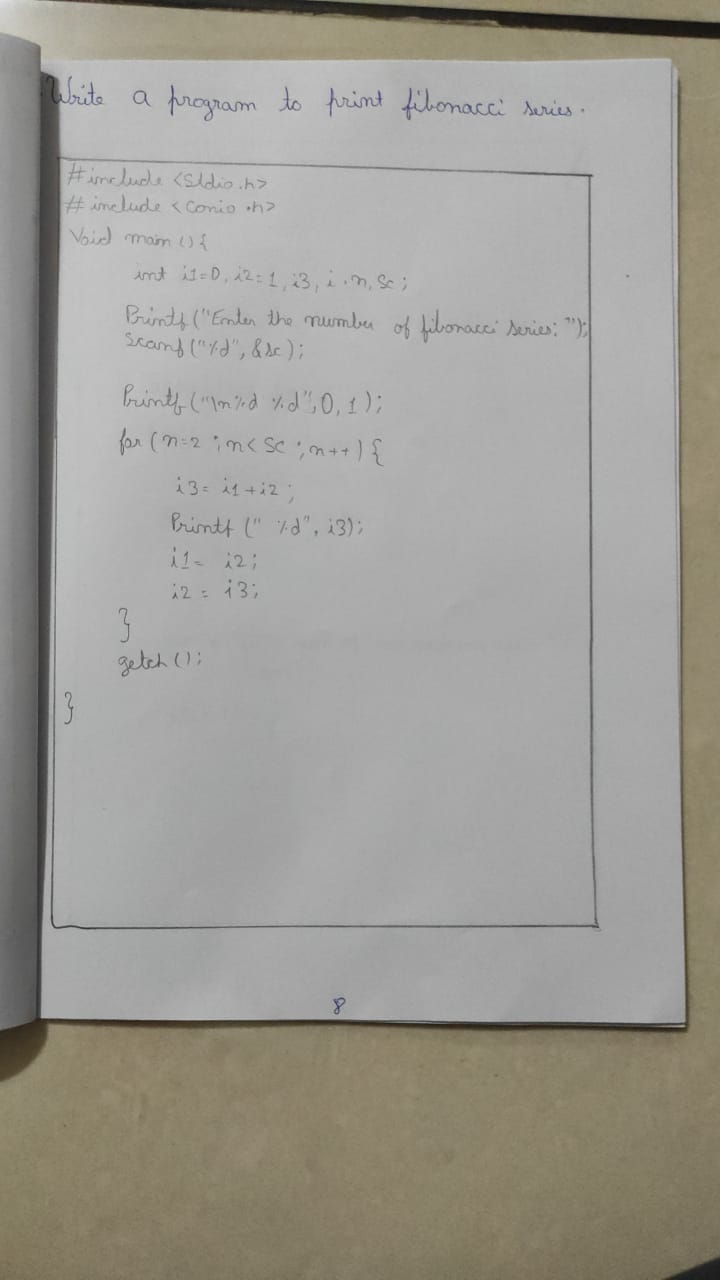 Write a program to print fibonacci series.
#include <Stdio.h>
#include <conio.h>
Void main () {
int i1=0, i2=1, i3, i, n, Sc;
Printf ("Enter the number of fibonacci series: ");
Scanf ("%d", &sc);
Printf ("\n%d %d", 0, 1);
for (n=2 ; n< SC ; n++) {
i3= i1+i2;
Printf (" %d", i3);
i1= i2;
i2 = i3;
}
getch ();
}
8